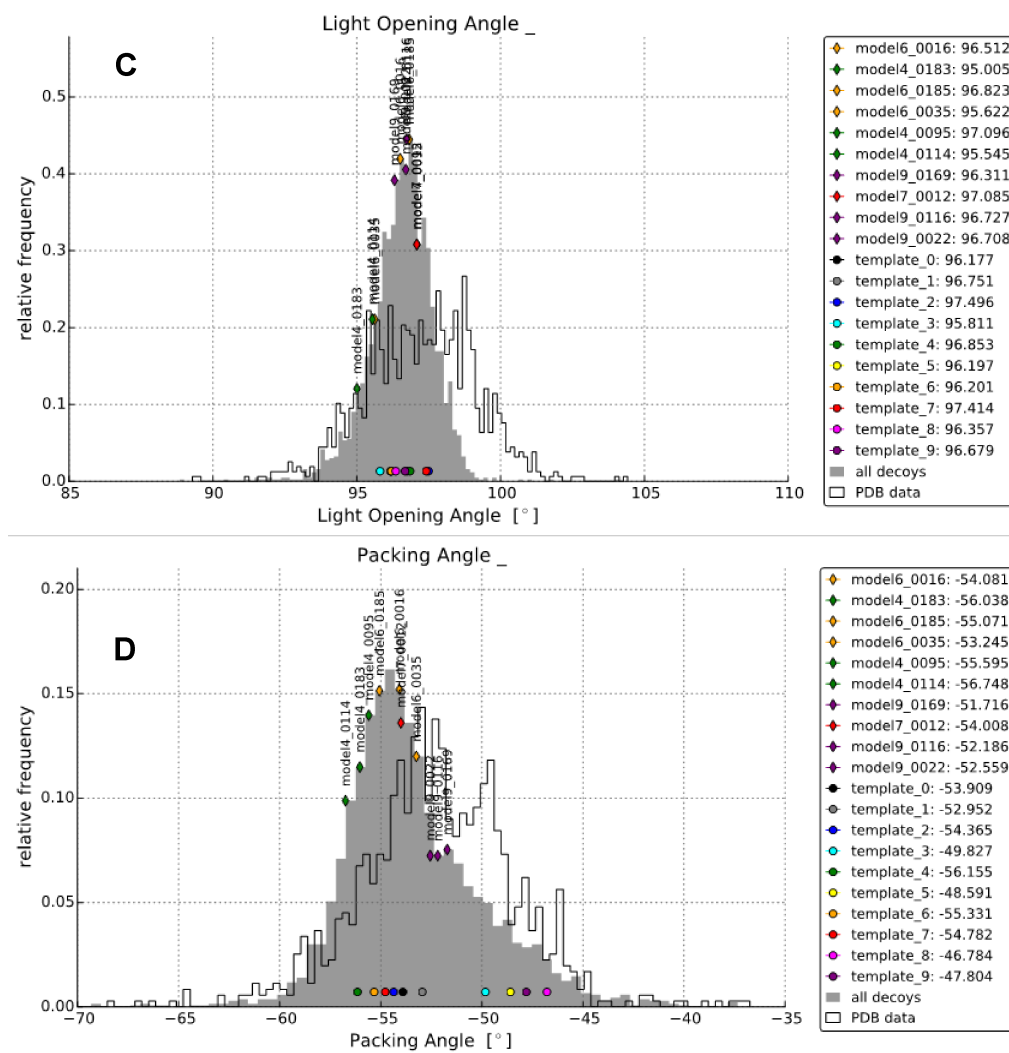 Light Opening Angle _
C
0.5
0.4
0.3
0.2
0.1
0.0
85
90
95
100
105
110
relative frequency
Light Opening Angle [°]
model4_0183
model4_0114
model6_0035
model9_0169
model7_0012
model6_0016: 96.512
model4_0183: 95.005
model6_0185: 96.823
model6_0035: 95.622
model4_0095: 97.096
model4_0114: 95.545
model9_0169: 96.311
model7_0012: 97.085
model9_0116: 96.727
model9_0022: 96.708
template_0: 96.177
template_1: 96.751
template_2: 97.496
template_3: 95.811
template_4: 96.853
template_5: 96.197
template_6: 96.201
template_7: 97.414
template_8: 96.357
template_9: 96.679
all decoys
PDB data
Packing Angle _
D
0.20
0.15
0.10
0.05
0.00
−70
−65
−60
−55
−50
−45
−40
−35
relative frequency
Packing Angle [°]
model4_0114
model4_0183
model4_0095
model6_0185
model6_0016
model7_0012
model6_0035
model9_0022
model9_0116
model9_0169
model6_0016: -54.081
model4_0183: -56.038
model6_0185: -55.071
model6_0035: -53.245
model4_0095: -55.595
model4_0114: -56.748
model9_0169: -51.716
model7_0012: -54.008
model9_0116: -52.186
model9_0022: -52.559
template_0: -53.909
template_1: -52.952
template_2: -54.365
template_3: -49.827
template_4: -56.155
template_5: -48.591
template_6: -55.331
template_7: -54.782
template_8: -46.784
template_9: -47.804
all decoys
PDB data